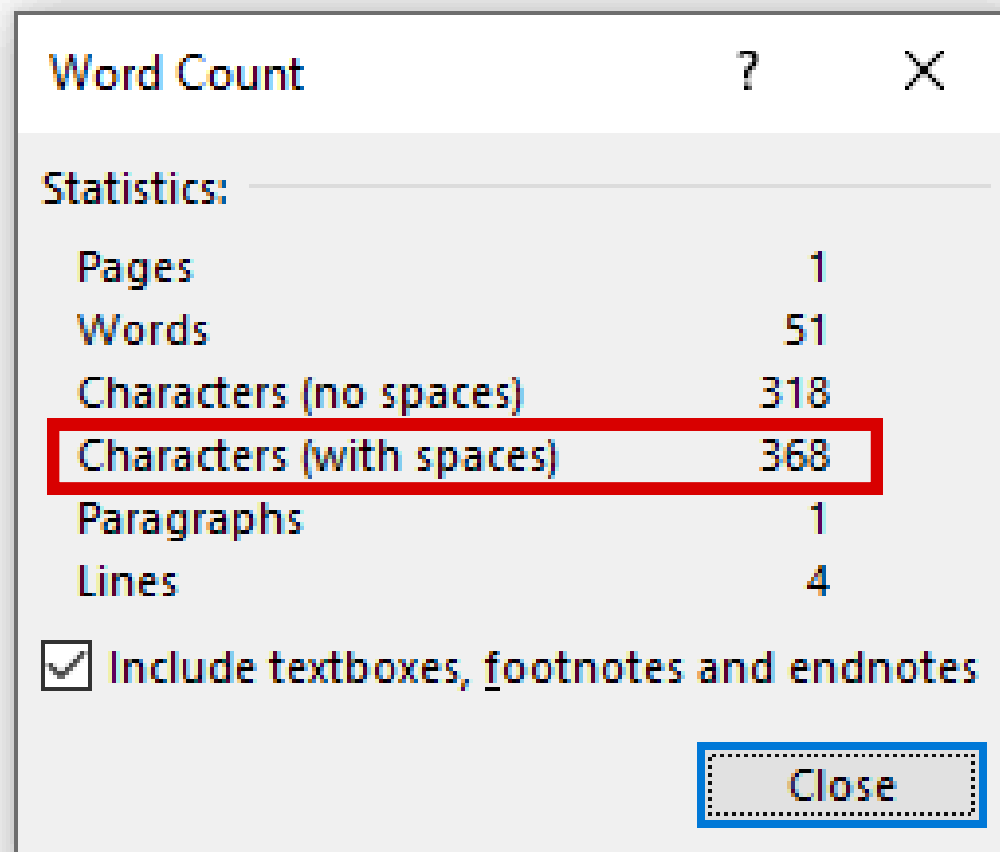 Word Count ? X
Statistics:
Pages 1
Words 51
Characters (no spaces) 318
Characters (with spaces) 368
Paragraphs 1
Lines 4
Include textboxes, footnotes and endnotes
Close